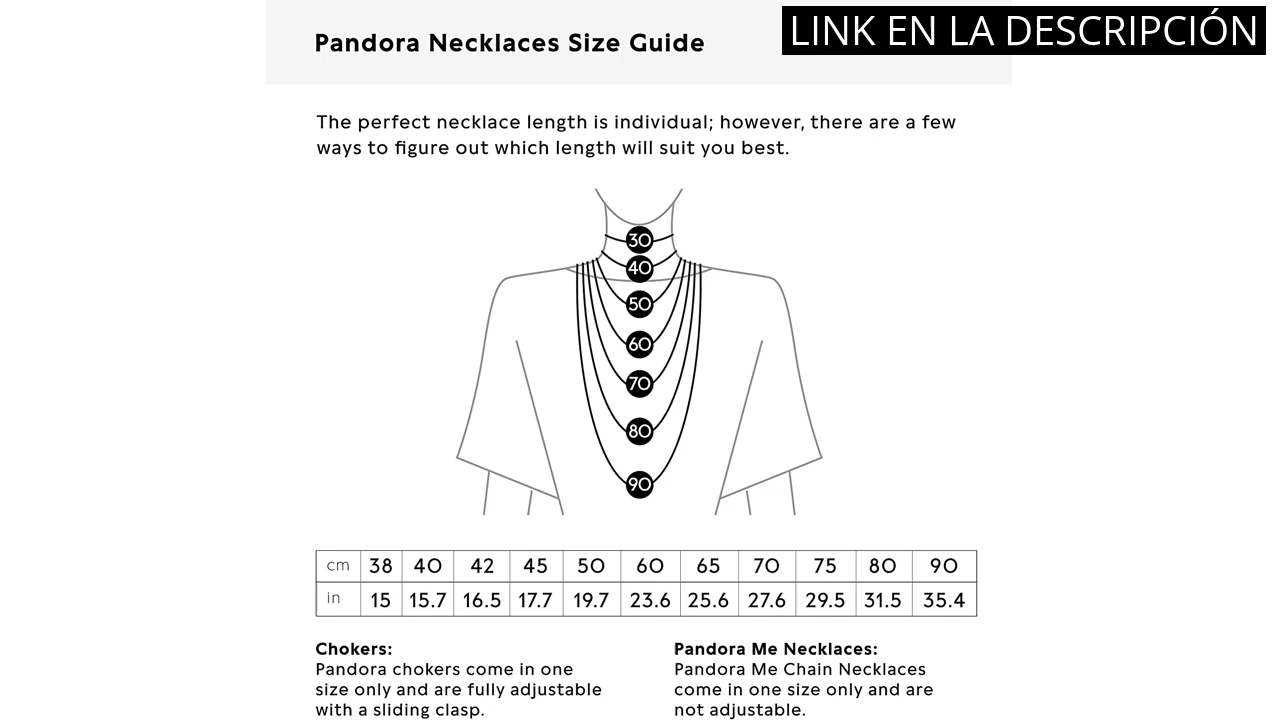 Pandora Necklaces Size Guide
LINK EN LA DESCRIPCIÓN
The perfect necklace length is individual; however, there are a few
ways to figure out which length will suit you best.
30
40
50
60
70
80
90
cm 38 40 42 45 50 60 65 70 75 80 90
in 15 15.7 16.5 17.7 19.7 23.6 25.6 27.6 29.5 31.5 35.4
Chokers:
Pandora chokers come in one
size only and are fully adjustable
with a sliding clasp.
Pandora Me Necklaces:
Pandora Me Chain Necklaces
come in one size only and are
not adjustable.